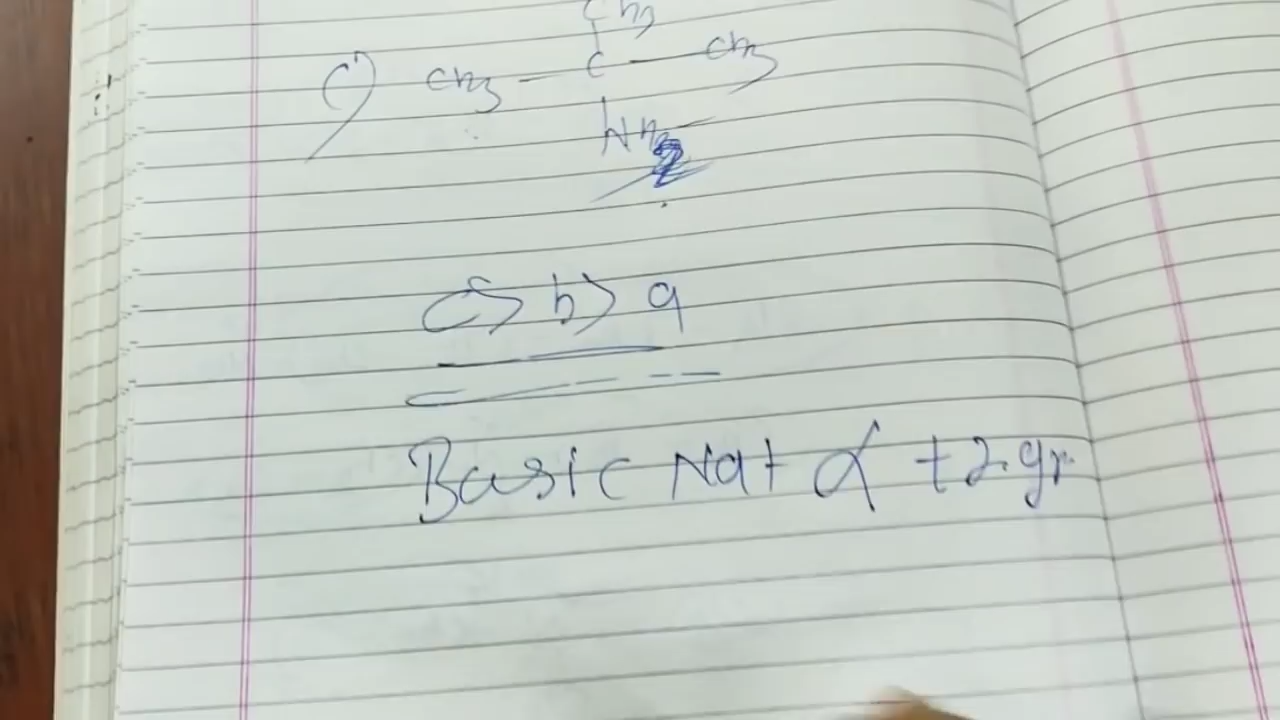 CH3
c) CH3 — C — CH3
NH2
c > b > a
Basic Nat ∝ +I gr.